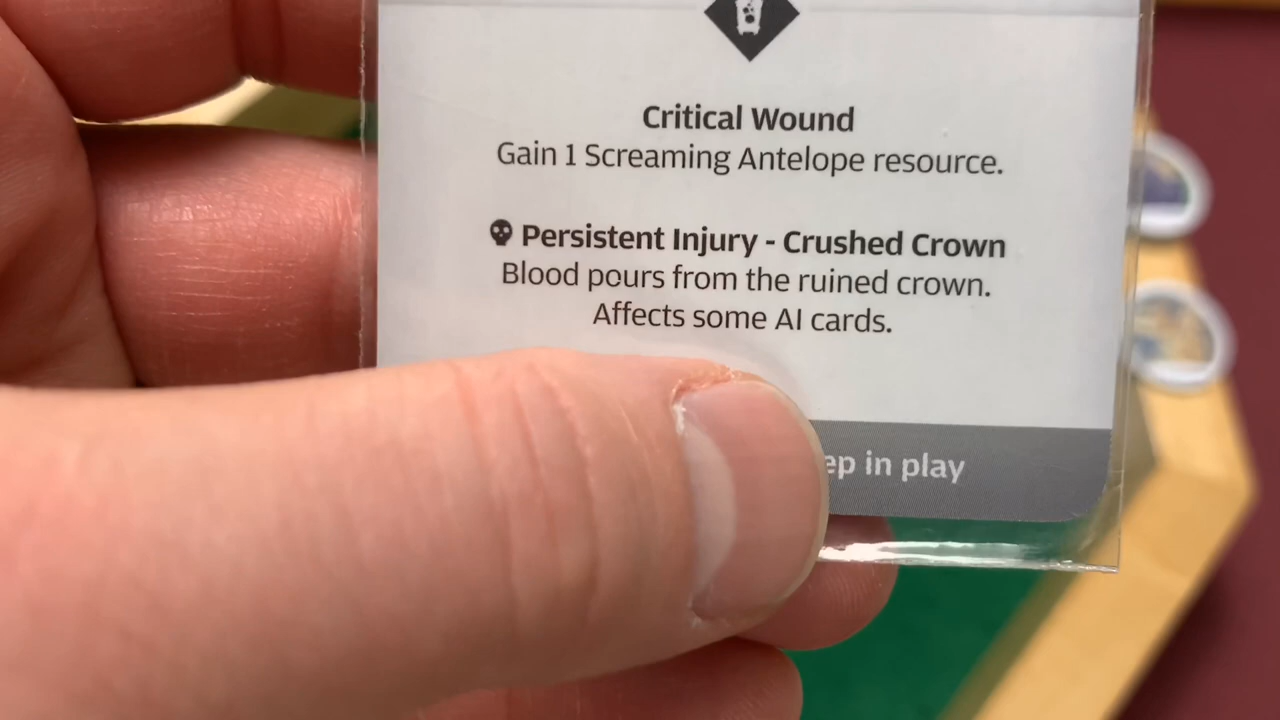 Critical Wound
Gain 1 Screaming Antelope resource.
Persistent Injury - Crushed Crown
Blood pours from the ruined crown.
Affects some AI cards.
in play